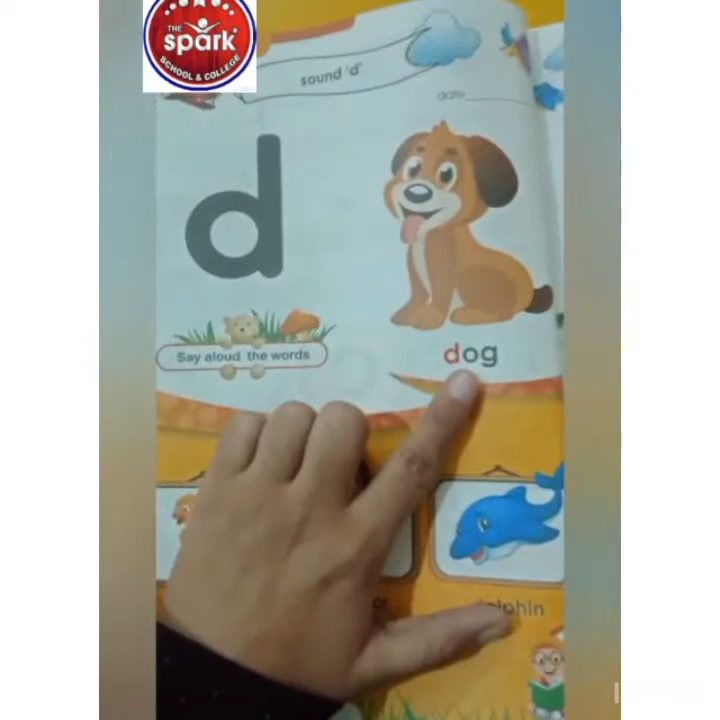 THE
spark
SCHOOL & COLLEGE
sound 'd'
date
d
Say aloud the words
dog